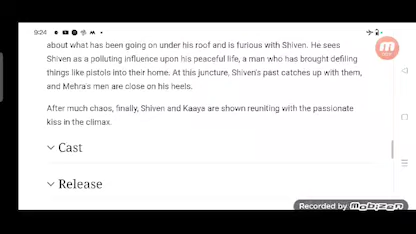 9:24
about what has been going on under his roof and is furious with Shiven. He sees
Shiven as a polluting influence upon his peaceful life, a man who has brought defiling
things like pistols into their home. At this juncture, Shiven's past catches up with them,
and Mehra's men are close on his heels.
After much chaos, finally, Shiven and Kaaya are shown reuniting with the passionate
kiss in the climax.
Cast
Release
Recorded by Mobizen